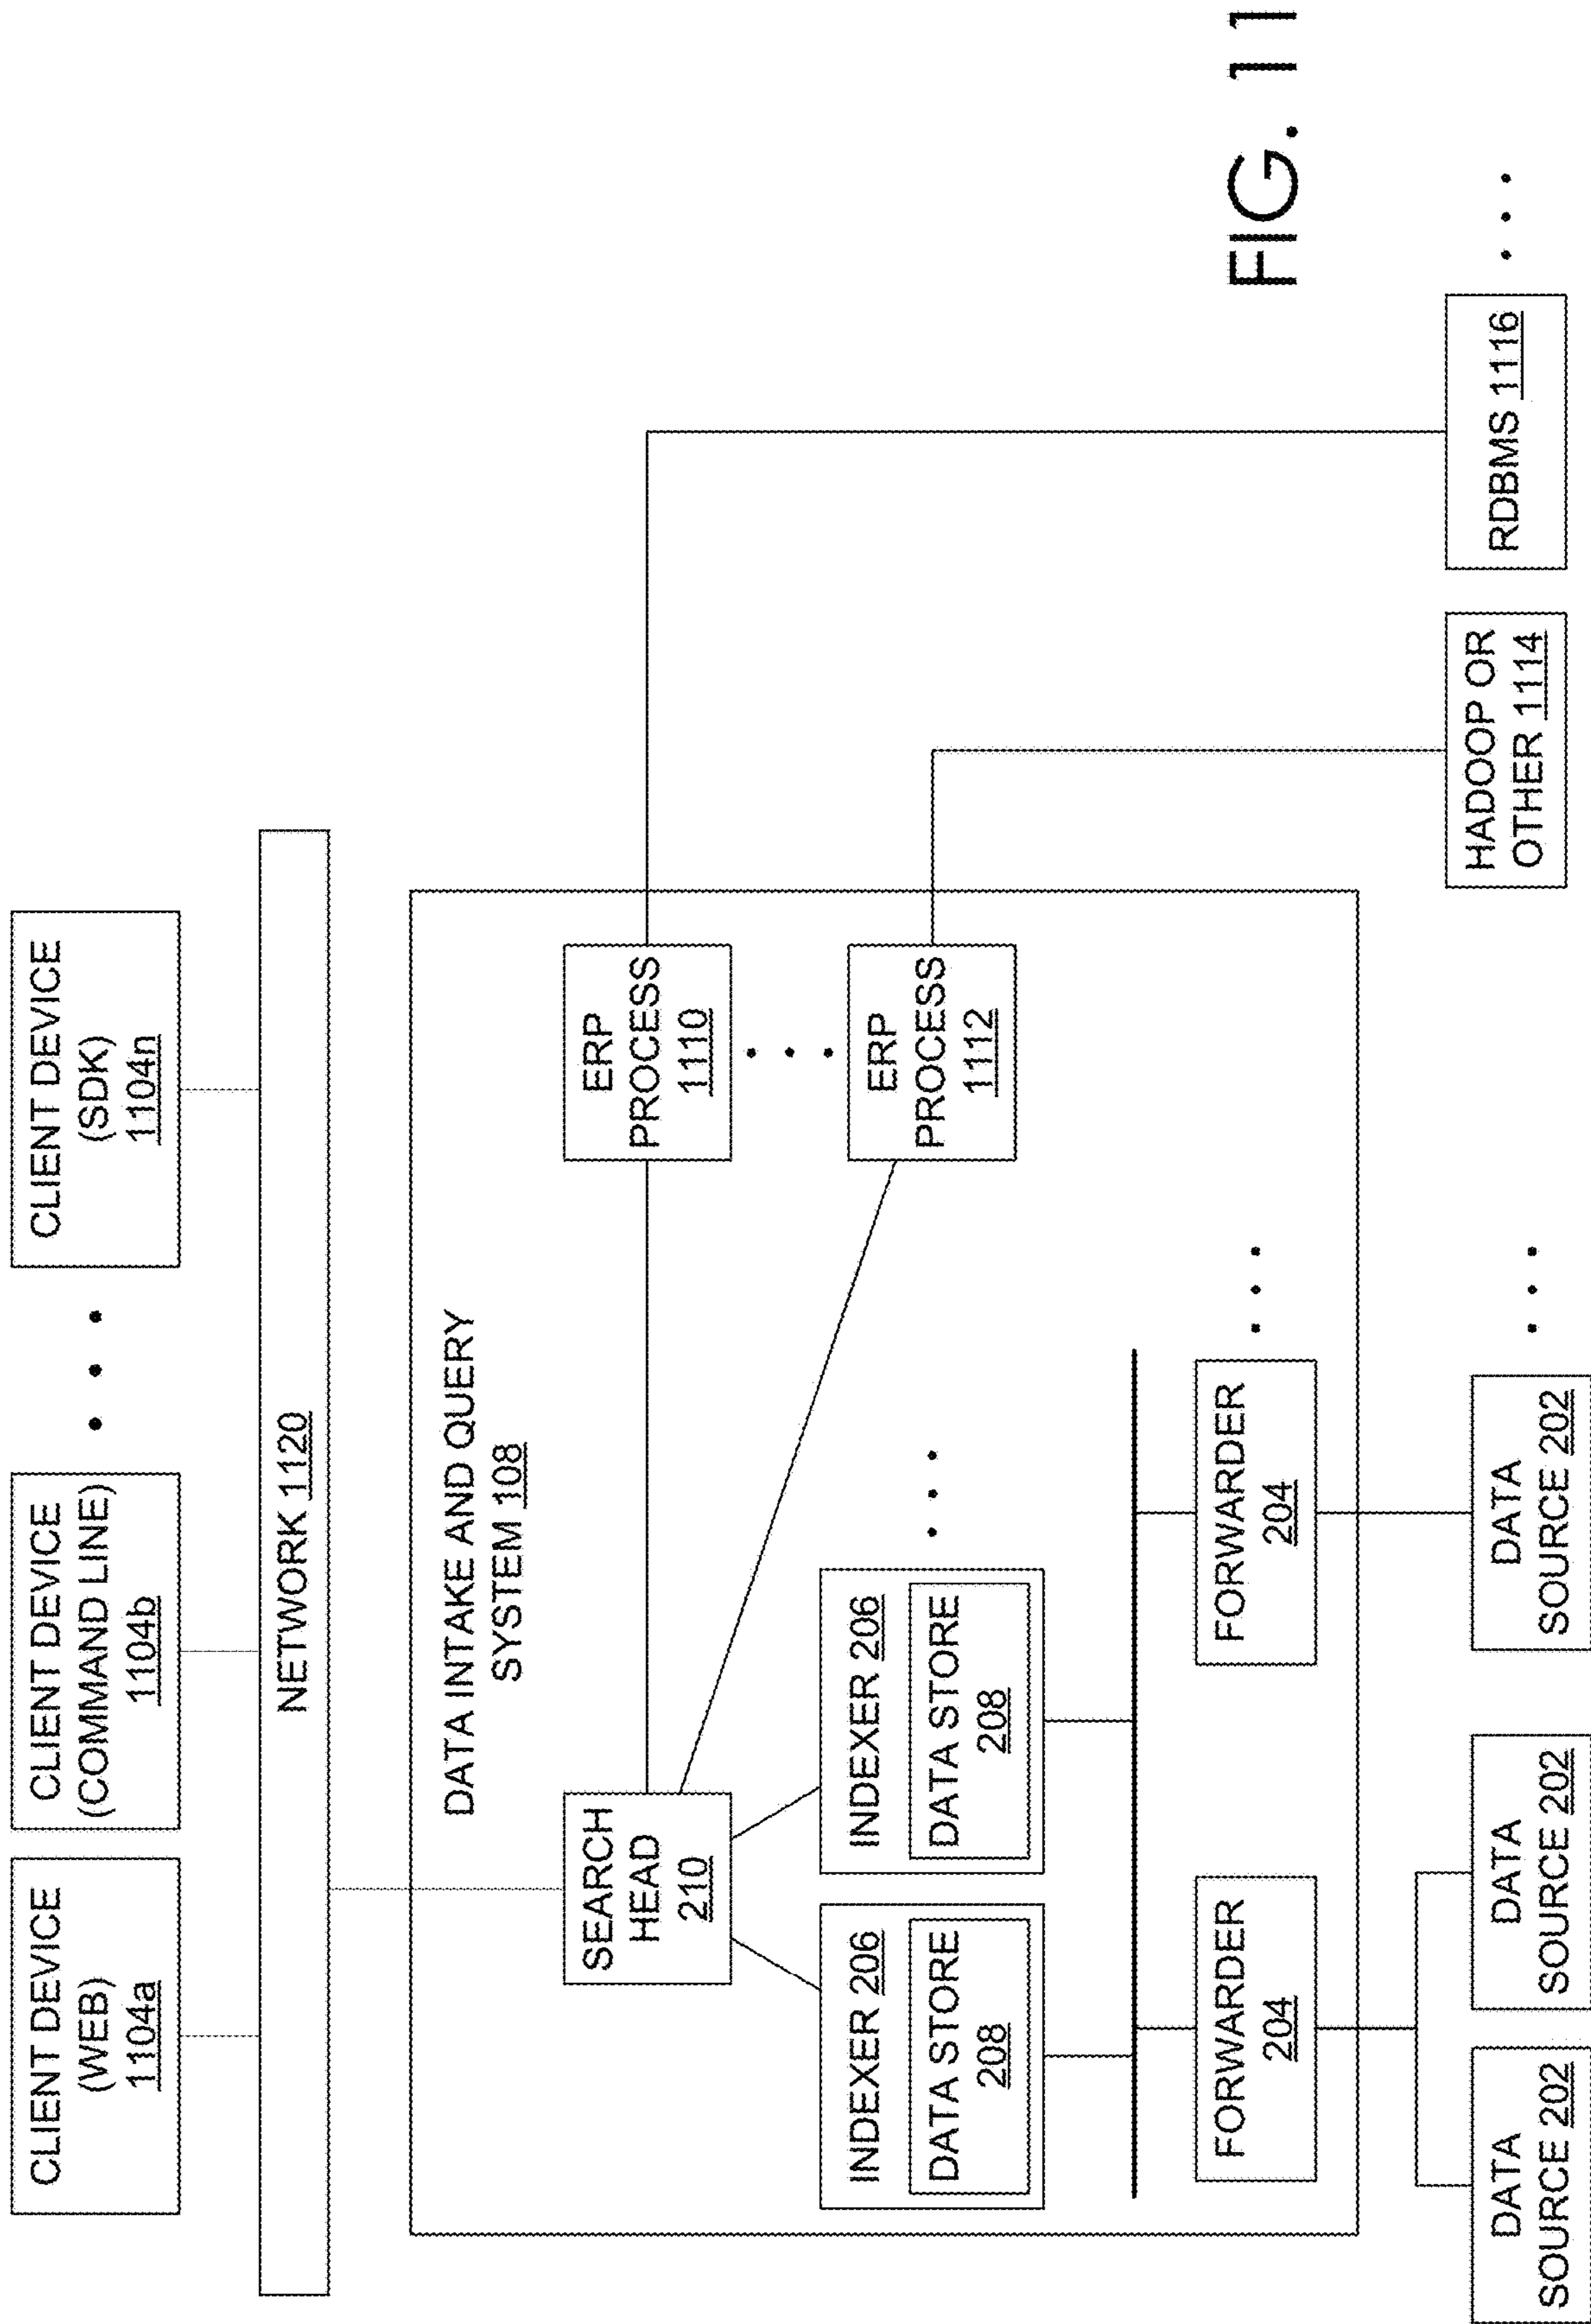 CLIENT DEVICE
(WEB)
1104a
CLIENT DEVICE
(COMMAND LINE)
1104b
CLIENT DEVICE
(SDK)
1104n
NETWORK 1120
DATA INTAKE AND QUERY
SYSTEM 108
SEARCH
HEAD
210
ERP
PROCESS
1110
ERP
PROCESS
1112
INDEXER 206
DATA STORE
208
INDEXER 206
DATA STORE
208
FORWARDER
204
FORWARDER
204
DATA
SOURCE 202
DATA
SOURCE 202
DATA
SOURCE 202
HADOOP OR
OTHER 1114
RDBMS 1116
FIG. 11